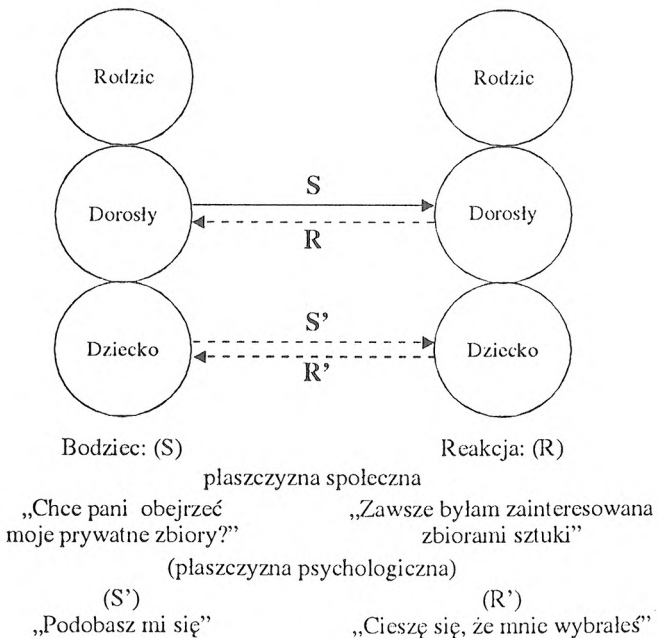 Rodzic Rodzic
S
Dorosły Dorosły
R
S'
Dziecko Dziecko
R'
Bodziec: (S) Reakcja: (R)
płaszczyzna społeczna
„Chce pani obejrzeć „Zawsze byłam zainteresowana
moje prywatne zbiory?” zbiorami sztuki”
(płaszczyzna psychologiczna)
(S') (R')
„Podobasz mi się” „Cieszę się, że mnie wybrałeś”